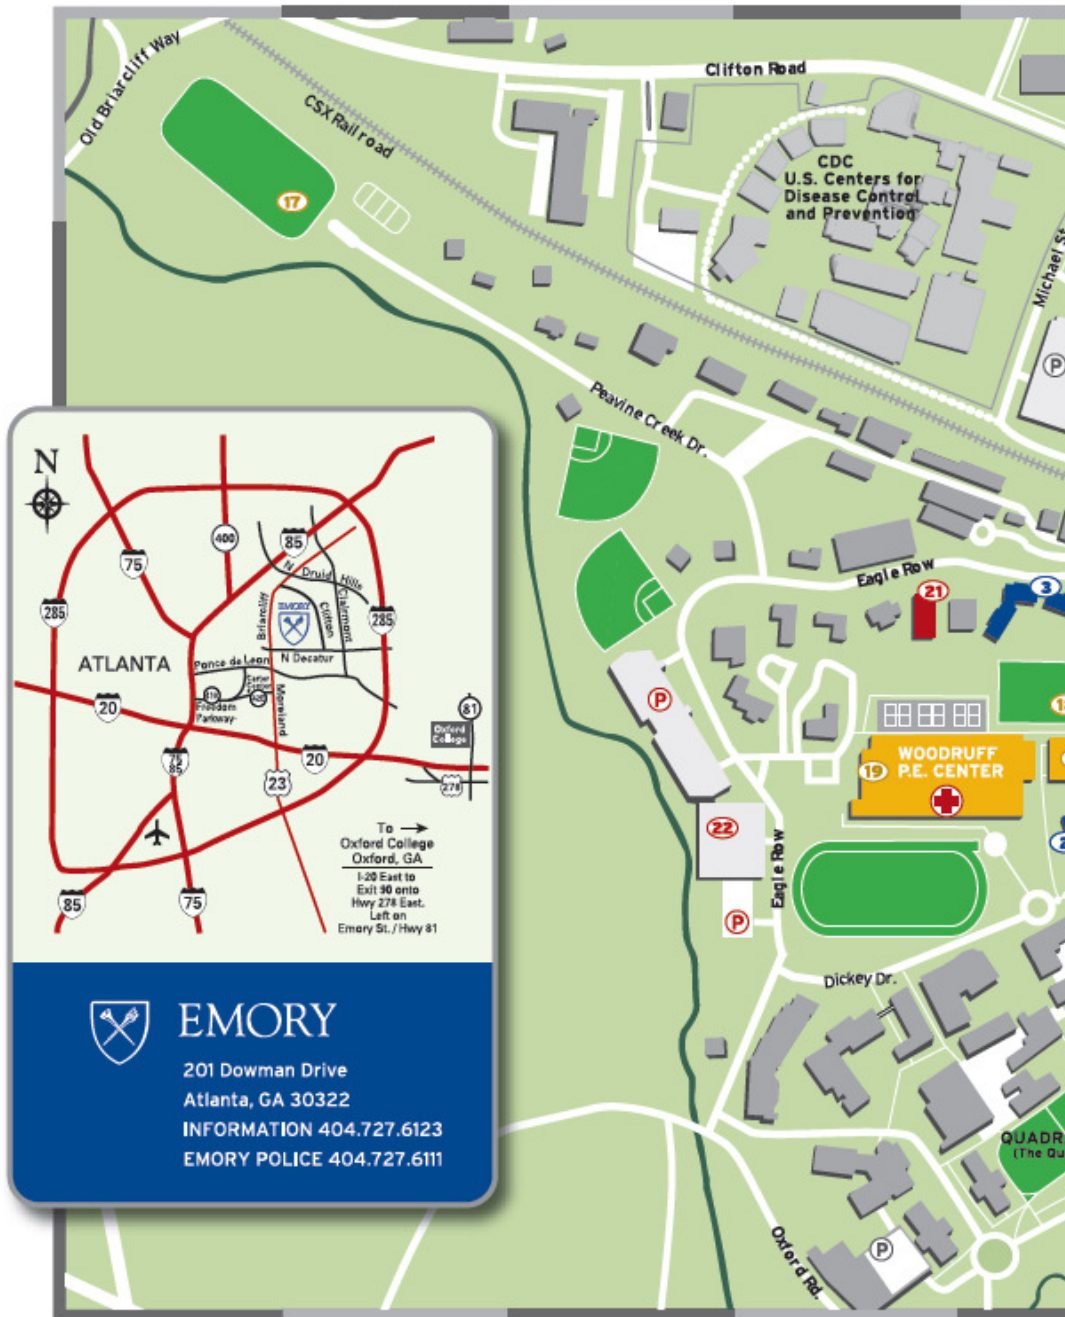 Old Briarcliff Way
CSX Railroad
Clifton Road
CDC
U.S. Centers for
Disease Control
and Prevention
Michael St
P
17
Peavine Creek Dr.
Eagle Row
21
3
P
WOODRUFF
P.E. CENTER
19
22
Eagle Row
P
Dickey Dr.
QUADR
(The Qu
Oxford Rd.
P
N
75
400
85
285
N Druid Hills
Briarcliff
EMORY
Clifton
Clairmont
285
ATLANTA
Ponce de Leon
N Decatur
Carter
Freedom
Parkway
Moreland
20
81
Oxford
College
75
85
20
23
278
To
Oxford College
Oxford, GA
I-20 East to
Exit 90 onto
Hwy 278 East.
Left on
Emory St. / Hwy 81
85
75
EMORY
201 Dowman Drive
Atlanta, GA 30322
INFORMATION 404.727.6123
EMORY POLICE 404.727.6111